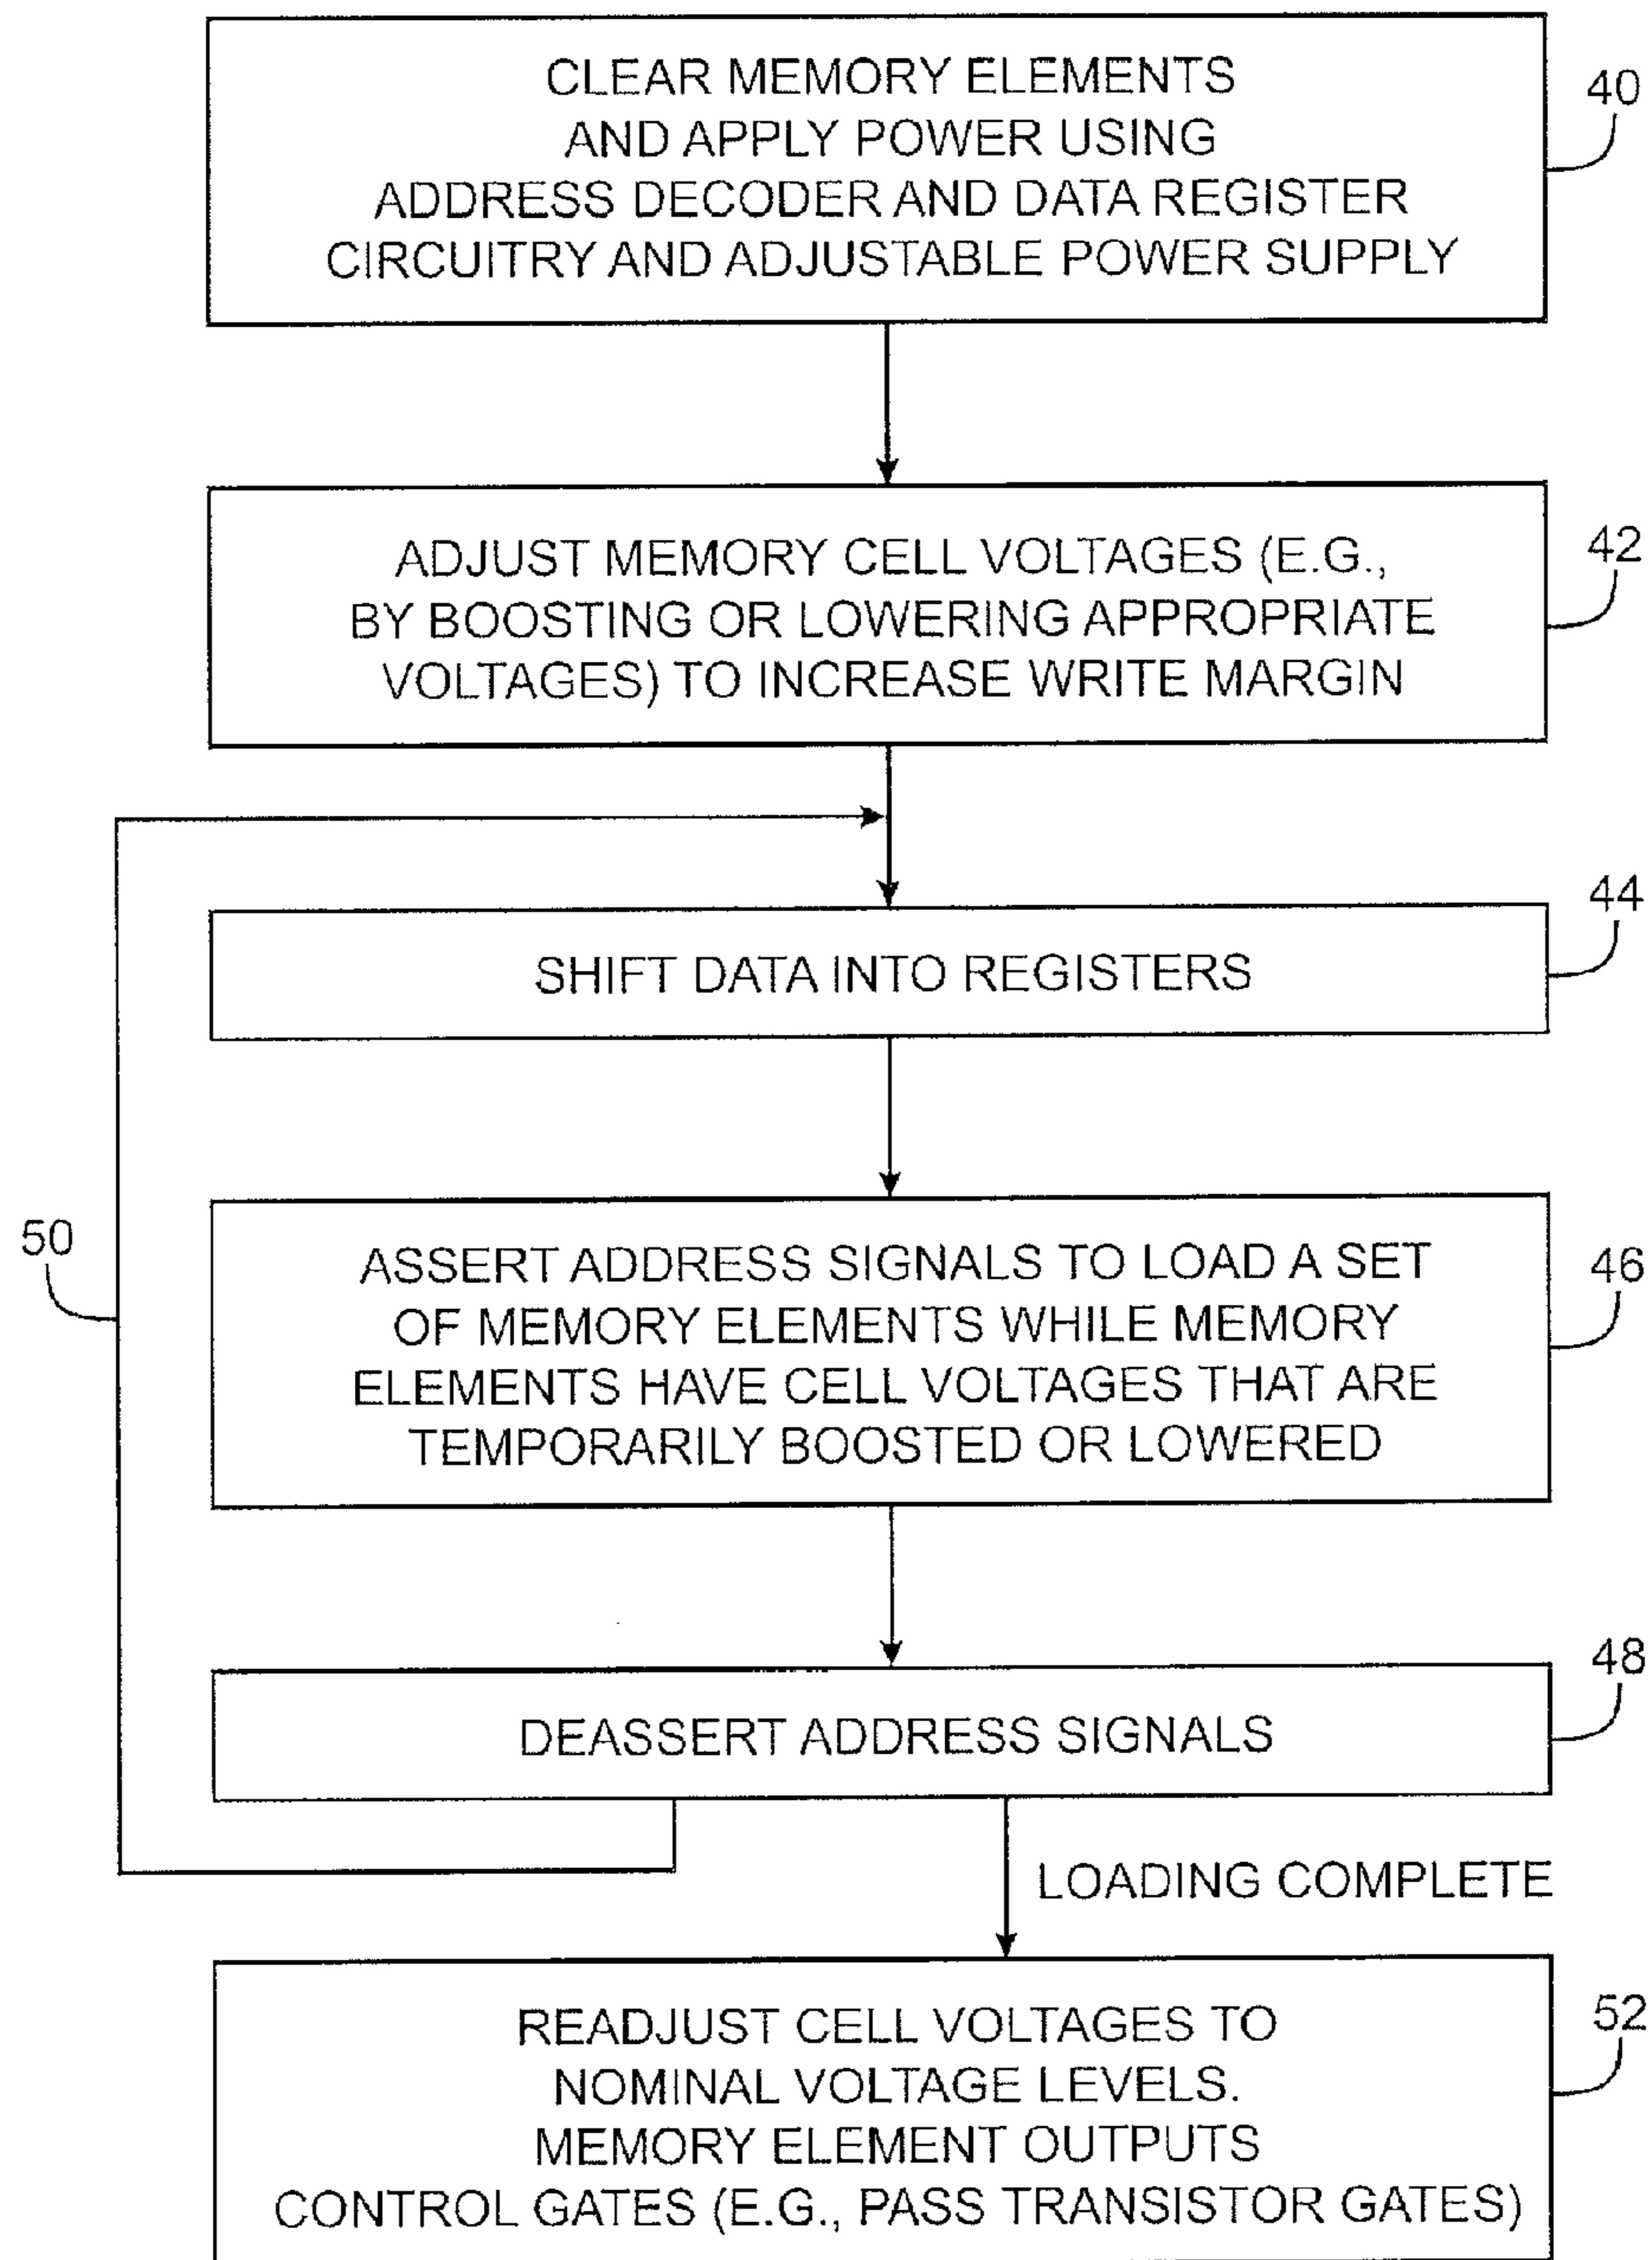 CLEAR MEMORY ELEMENTS
AND APPLY POWER USING
ADDRESS DECODER AND DATA REGISTER
CIRCUITRY AND ADJUSTABLE POWER SUPPLY
40
ADJUST MEMORY CELL VOLTAGES (E.G.,
BY BOOSTING OR LOWERING APPROPRIATE
VOLTAGES) TO INCREASE WRITE MARGIN
42
SHIFT DATA INTO REGISTERS
44
50
ASSERT ADDRESS SIGNALS TO LOAD A SET
OF MEMORY ELEMENTS WHILE MEMORY
ELEMENTS HAVE CELL VOLTAGES THAT ARE
TEMPORARILY BOOSTED OR LOWERED
46
DEASSERT ADDRESS SIGNALS
48
LOADING COMPLETE
READJUST CELL VOLTAGES TO
NOMINAL VOLTAGE LEVELS.
MEMORY ELEMENT OUTPUTS
CONTROL GATES (E.G., PASS TRANSISTOR GATES)
52